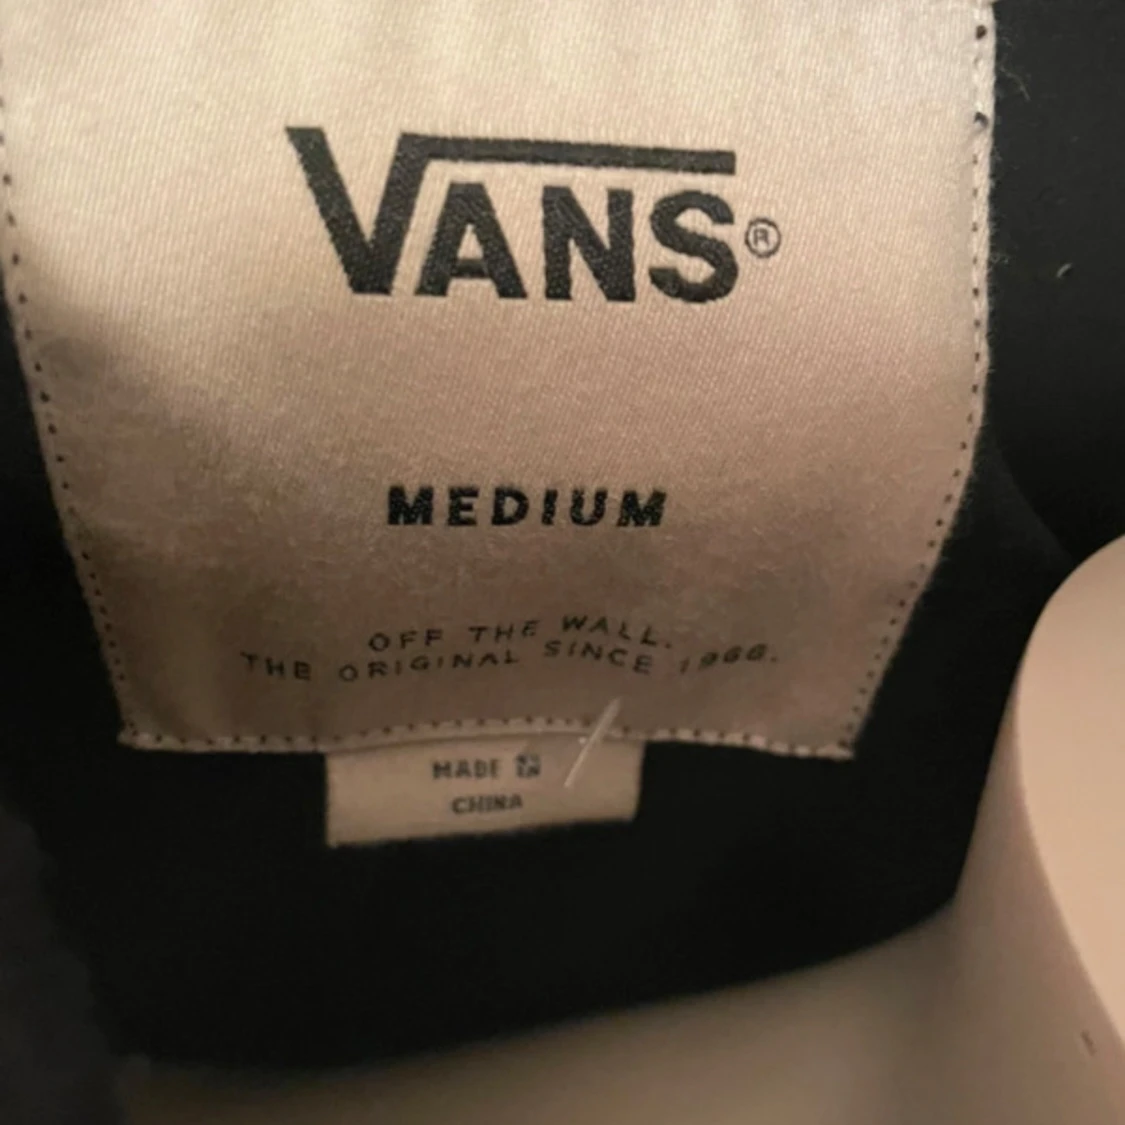 VANS®
MEDIUM
OFF THE WALL.
THE ORIGINAL SINCE 1966.
MADE IN
CHINA